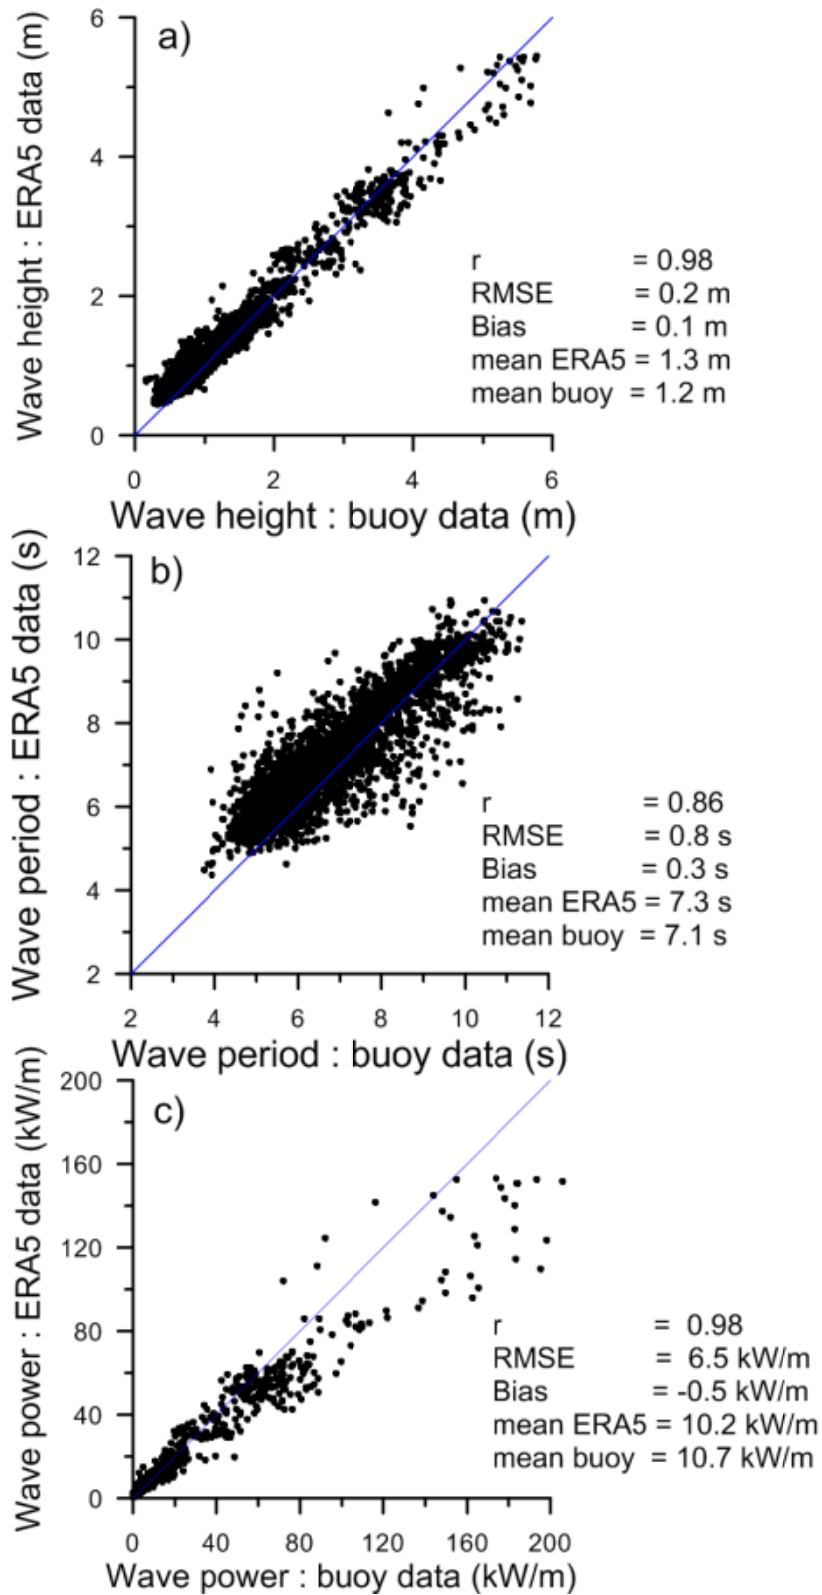 Wave height : ERA5 data (m)
6
4
2
0
a)
r = 0.98
RMSE = 0.2 m
Bias = 0.1 m
mean ERA5 = 1.3 m
mean buoy = 1.2 m
0 2 4 6
Wave height : buoy data (m)
Wave period : ERA5 data (s)
12
10
8
6
4
2
b)
r = 0.86
RMSE = 0.8 s
Bias = 0.3 s
mean ERA5 = 7.3 s
mean buoy = 7.1 s
2 4 6 8 10 12
Wave period : buoy data (s)
Wave power : ERA5 data (kW/m)
200
160
120
80
40
0
c)
r = 0.98
RMSE = 6.5 kW/m
Bias = -0.5 kW/m
mean ERA5 = 10.2 kW/m
mean buoy = 10.7 kW/m
0 40 80 120 160 200
Wave power : buoy data (kW/m)